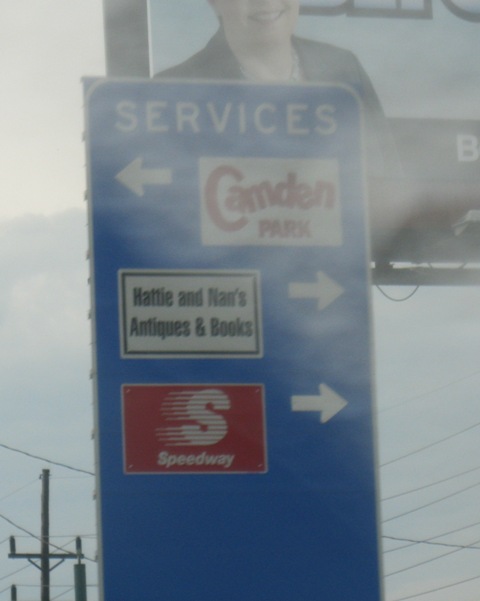 SERVICES
Camden
PARK
Hattie and Nan's
Antiques & Books
S
Speedway
B